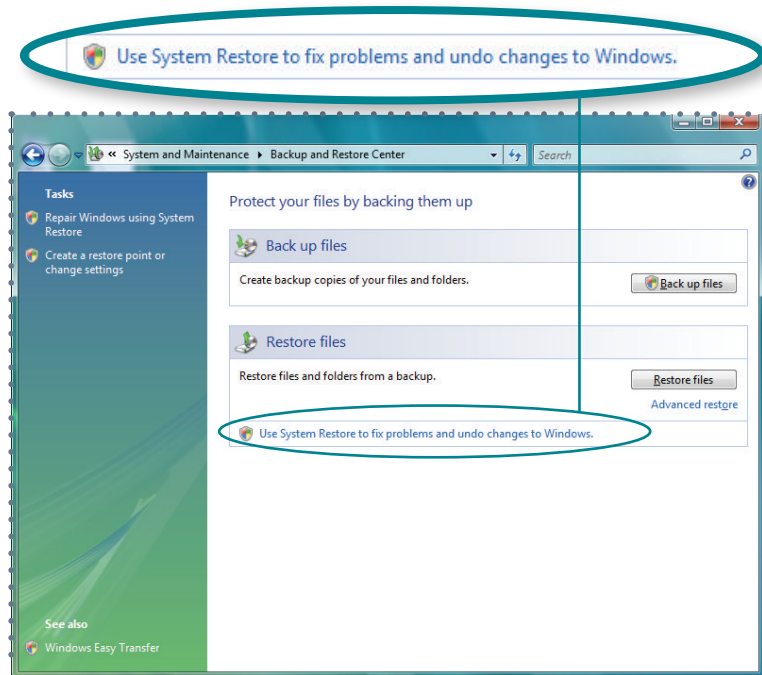 Use System Restore to fix problems and undo changes to Windows.
« System and Maintenance ▸ Backup and Restore Center
Search
Tasks
Repair Windows using System
Restore
Create a restore point or
change settings
See also
Windows Easy Transfer
Protect your files by backing them up
Back up files
Create backup copies of your files and folders.
Back up files
Restore files
Restore files and folders from a backup.
Restore files
Advanced restore
Use System Restore to fix problems and undo changes to Windows.